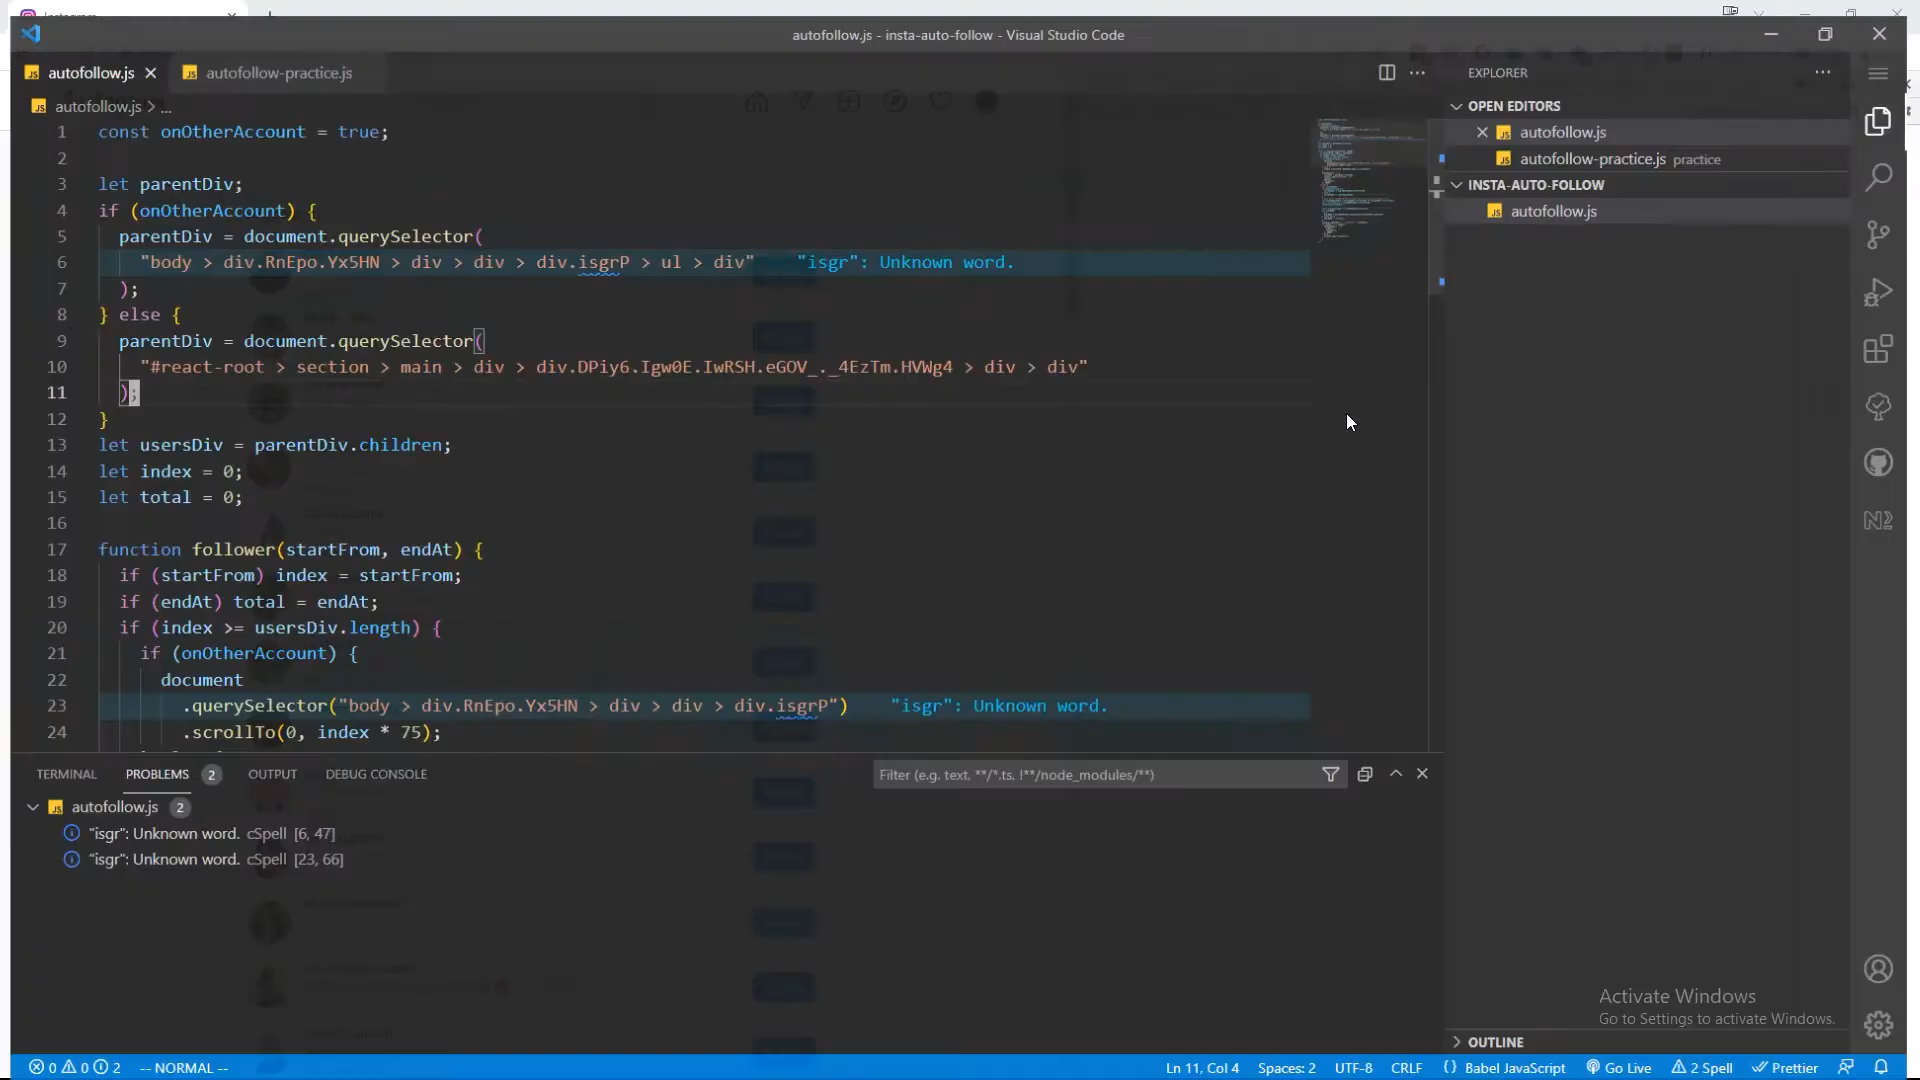 autofollow.js - insta-auto-follow - Visual Studio Code
autofollow.js
autofollow-practice.js
autofollow.js > ...
1 const onOtherAccount = true;
2
3 let parentDiv;
4 if (onOtherAccount) {
5 parentDiv = document.querySelector(
6 "body > div.RnEpo.Yx5HN > div > div > div.isgrP > ul > div" "isgr": Unknown word.
7 );
8 } else {
9 parentDiv = document.querySelector(
10 "#react-root > section > main > div > div.DPiy6.Igw0E.IwRSH.eGOV_._4EzTm.HVWg4 > div > div"
11 );
12 }
13 let usersDiv = parentDiv.children;
14 let index = 0;
15 let total = 0;
16
17 function follower(startFrom, endAt) {
18 if (startFrom) index = startFrom;
19 if (endAt) total = endAt;
20 if (index >= usersDiv.length) {
21 if (onOtherAccount) {
22 document
23 .querySelector("body > div.RnEpo.Yx5HN > div > div > div.isgrP") "isgr": Unknown word.
24 .scrollTo(0, index * 75);
EXPLORER
OPEN EDITORS
autofollow.js
autofollow-practice.js practice
INSTA-AUTO-FOLLOW
autofollow.js
TERMINAL PROBLEMS 2 OUTPUT DEBUG CONSOLE
Filter (e.g. text, **/*.ts, !**/node_modules/**)
autofollow.js 2
"isgr": Unknown word. cSpell [6, 47]
"isgr": Unknown word. cSpell [23, 66]
Activate Windows
Go to Settings to activate Windows.
OUTLINE
0 0 2 -- NORMAL --
Ln 11, Col 4 Spaces: 2 UTF-8 CRLF {} Babel JavaScript Go Live 2 Spell Prettier